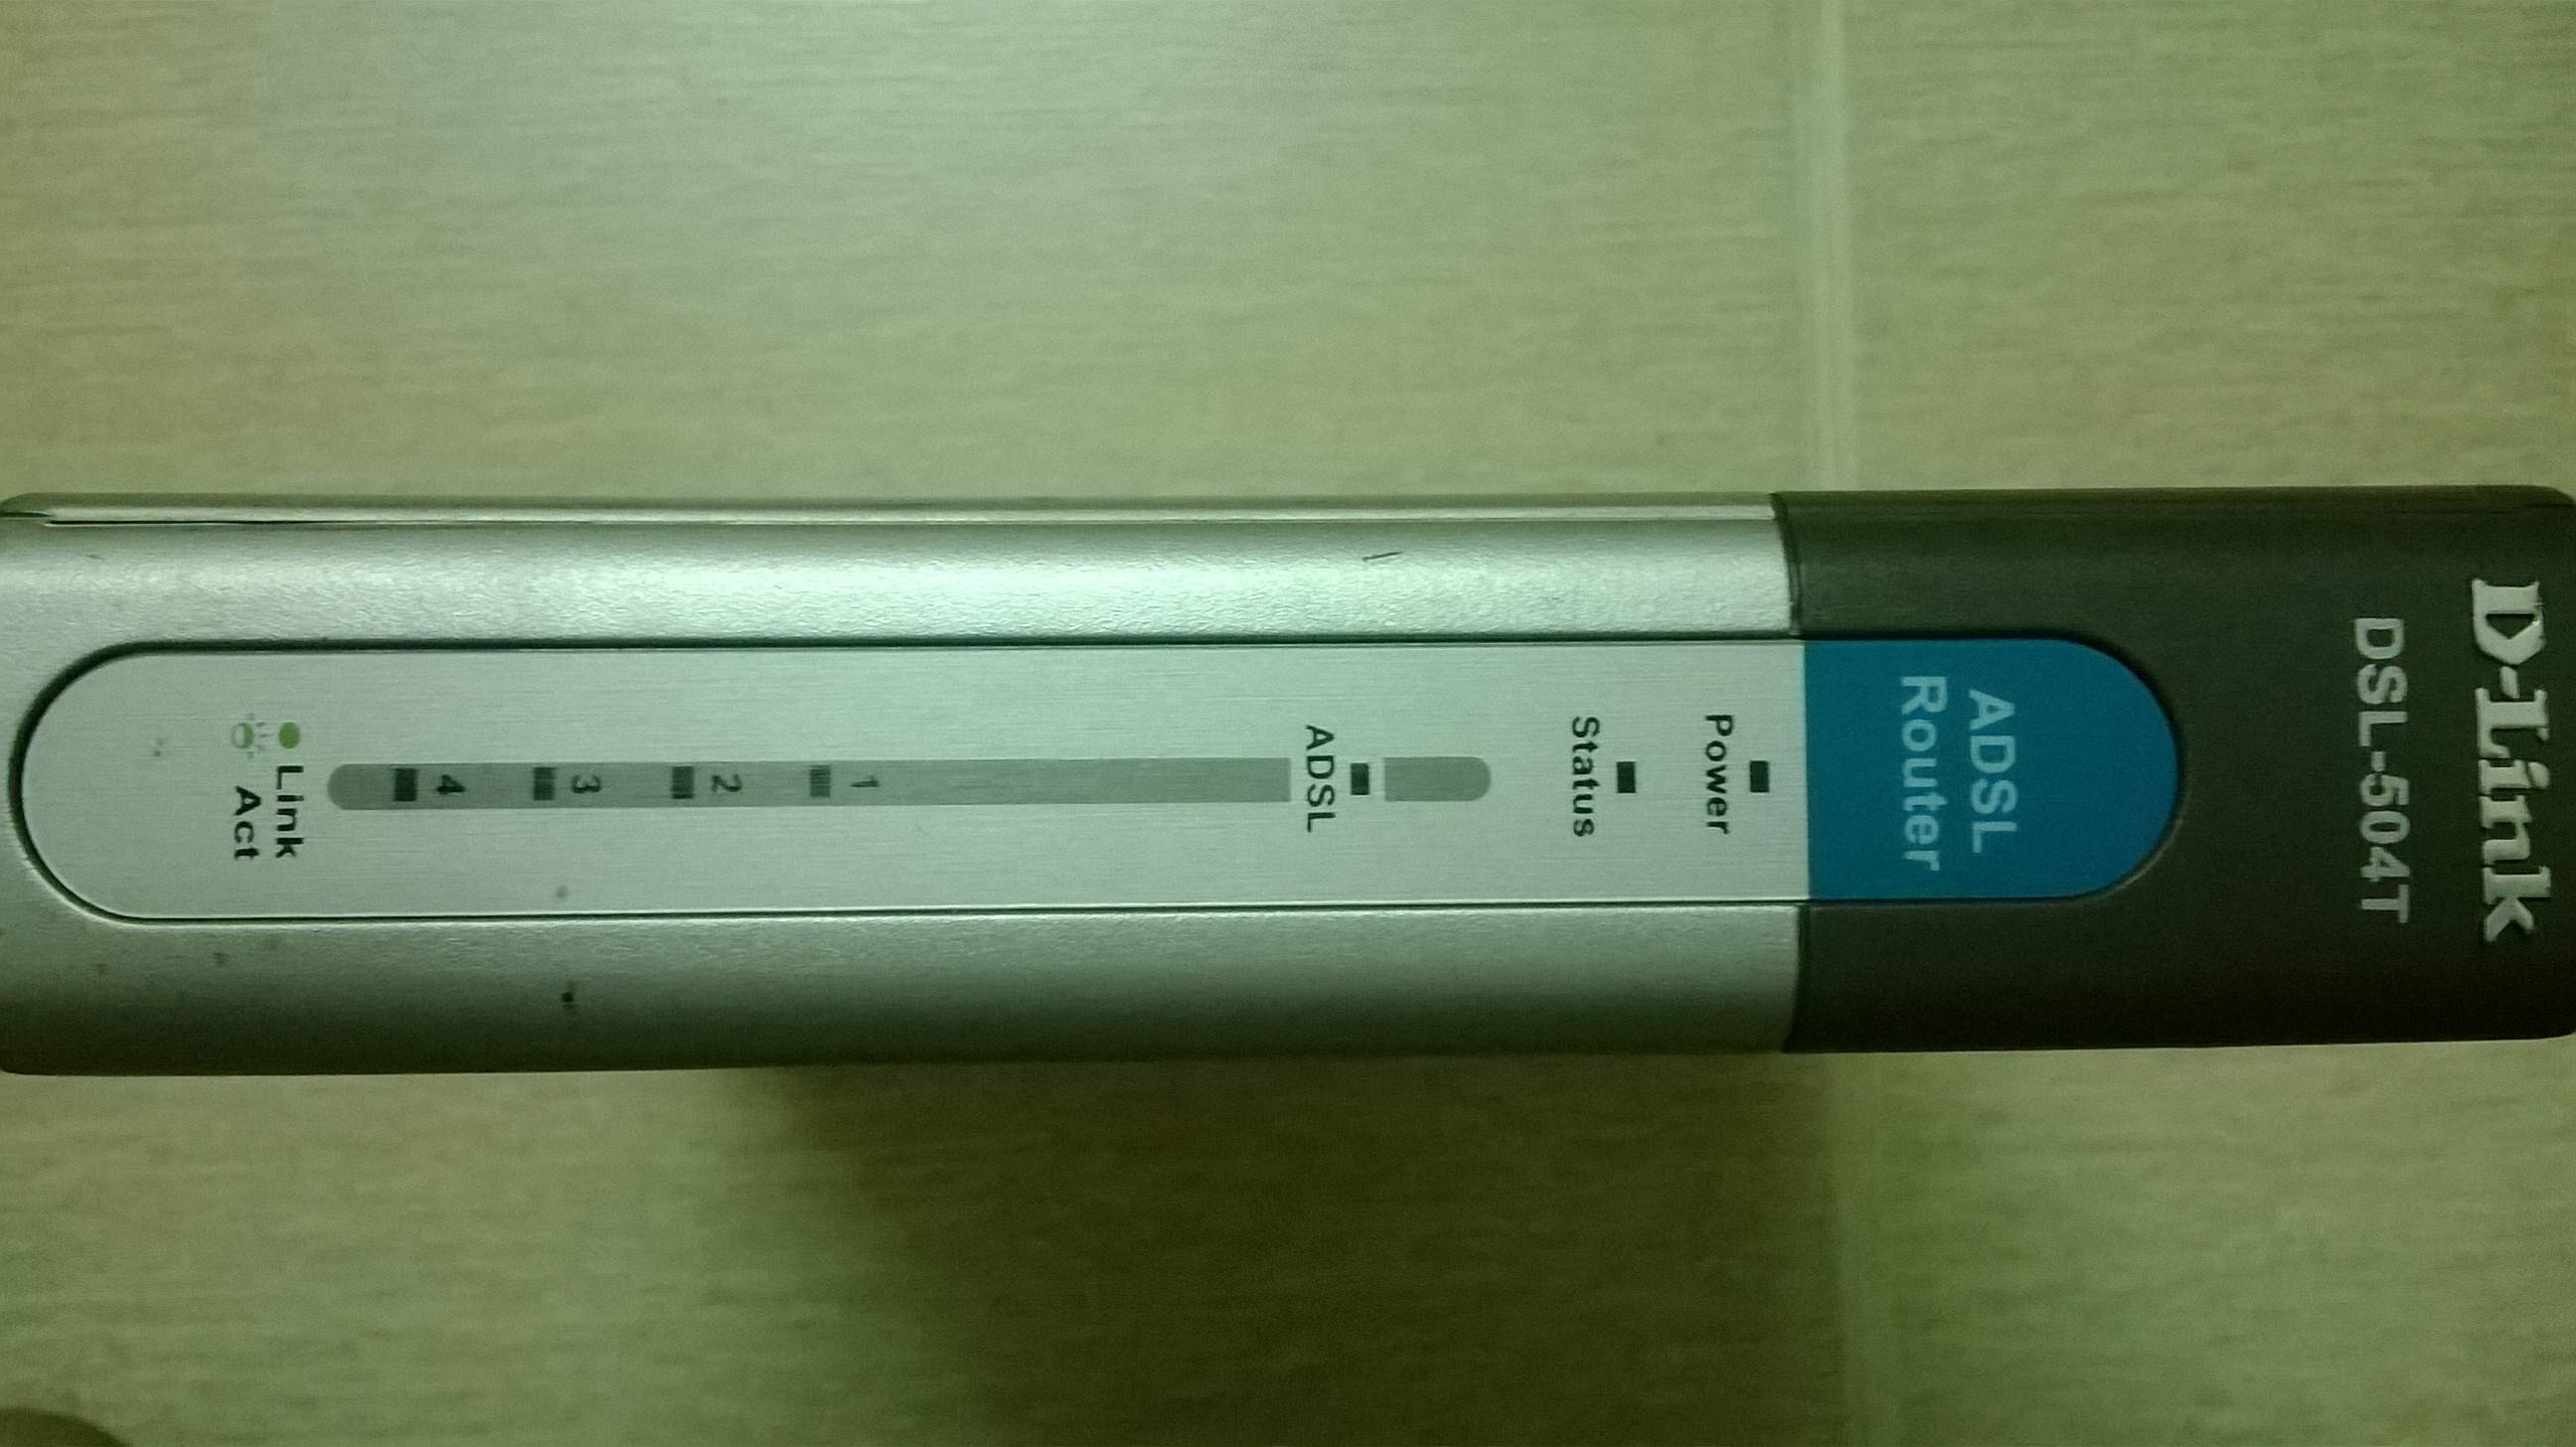 D-Link
DSL-504T
ADSL
Router
Power
Status
ADSL
1
2
3
4
Link
Act